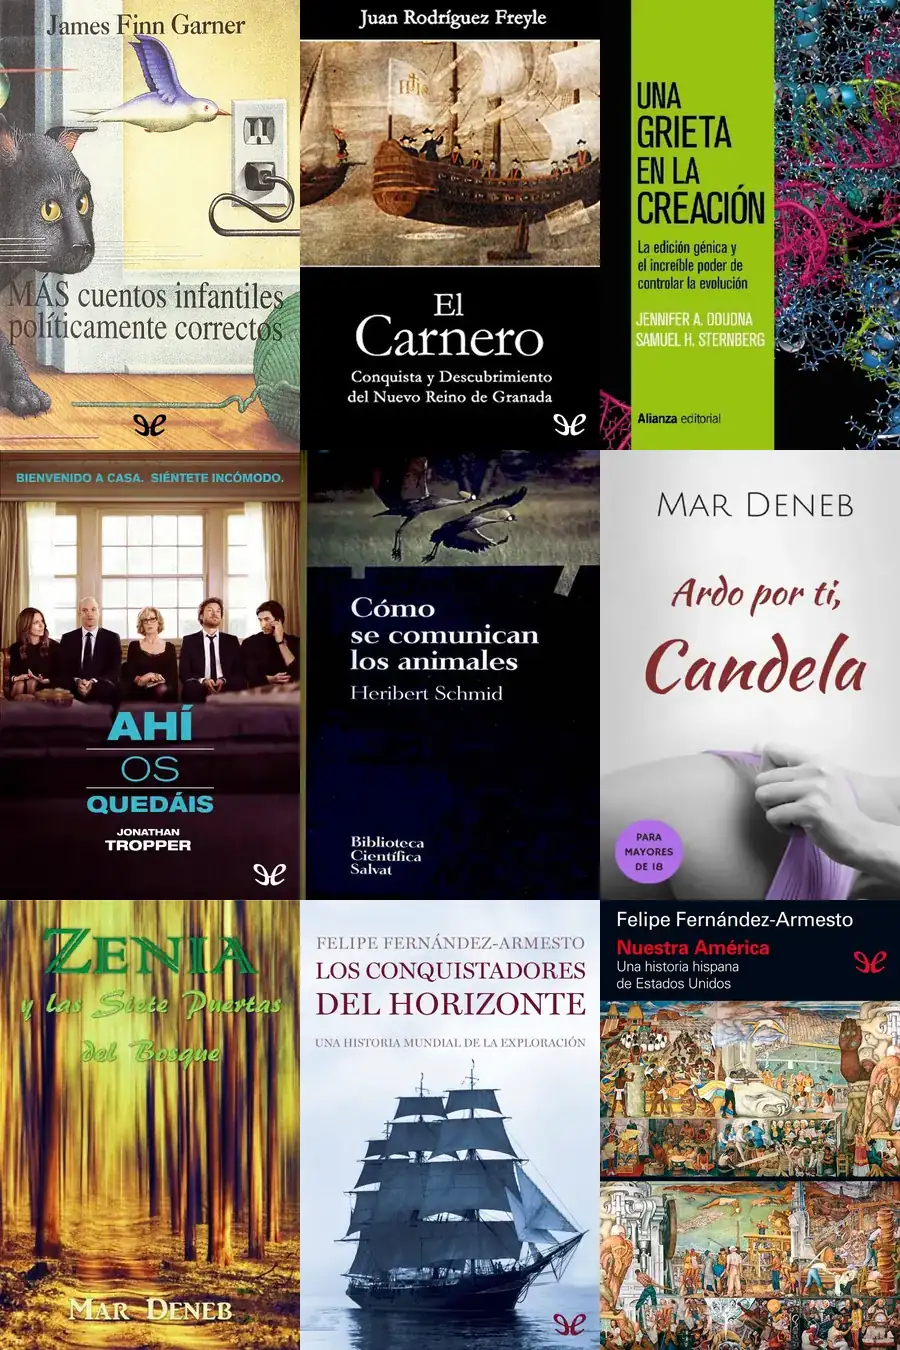 James Finn Garner
MÁS cuentos infantiles
políticamente correctos
Juan Rodríguez Freyle
El
Carnero
Conquista y Descubrimiento
del Nuevo Reino de Granada
UNA
GRIETA
EN LA
CREACIÓN
La edición génica y
el increíble poder de
controlar la evolución
JENNIFER A. DOUDNA
SAMUEL H. STERNBERG
Alianza editorial
BIENVENIDO A CASA. SIÉNTETE INCÓMODO.
AHÍ
OS
QUEDÁIS
JONATHAN
TROPPER
Cómo
se comunican
los animales
Heribert Schmid
Biblioteca
Científica
Salvat
MAR DENEB
Ardo por ti,
Candela
PARA
MAYORES
DE 18
ZENIA
y las Siete Puertas
del Bosque
MAR DENEB
FELIPE FERNÁNDEZ-ARMESTO
LOS CONQUISTADORES
DEL HORIZONTE
UNA HISTORIA MUNDIAL DE LA EXPLORACIÓN
Felipe Fernández-Armesto
Nuestra América
Una historia hispana
de Estados Unidos